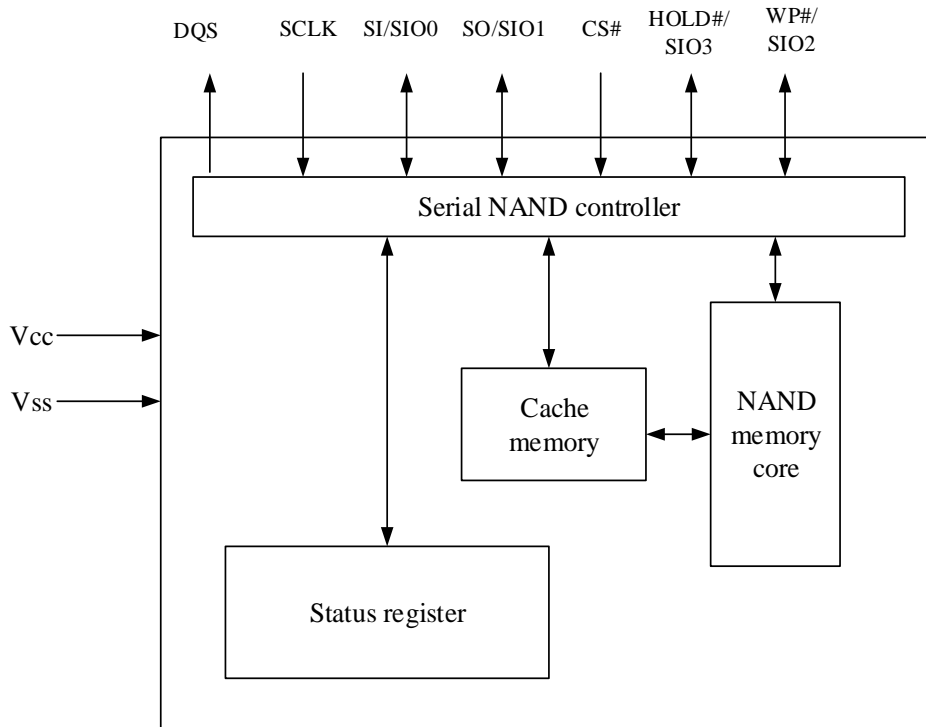 DQS
SCLK
SI/SIO0
SO/SIO1
CS#
HOLD#/
SIO3
WP#/
SIO2
Serial NAND controller
Vcc
Vss
Cache
memory
NAND
memory
core
Status register